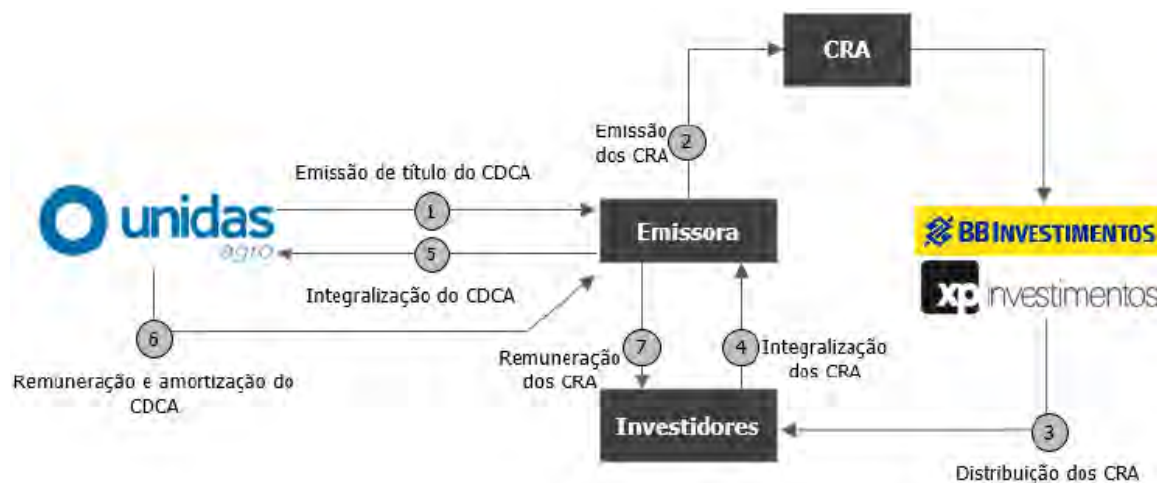 CRA
Emissão
dos CRA
2
Emissão de título do CDCA
1
unidas
agro
Emissora
BB INVESTIMENTOS
xp investimentos
5
Integralização do CDCA
6
Remuneração e amortização do
CDCA
7
Remuneração
dos CRA
4
Integralização
dos CRA
Investidores
3
Distribuição dos CRA